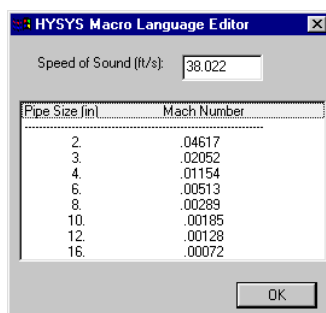 HYSYS Macro Language Editor
Speed of Sound (ft/s): 38.022
Pipe Size (in) Mach Number
--------------------------------------------------------
2. .04617
3. .02052
4. .01154
6. .00513
8. .00289
10. .00185
12. .00128
16. .00072
OK